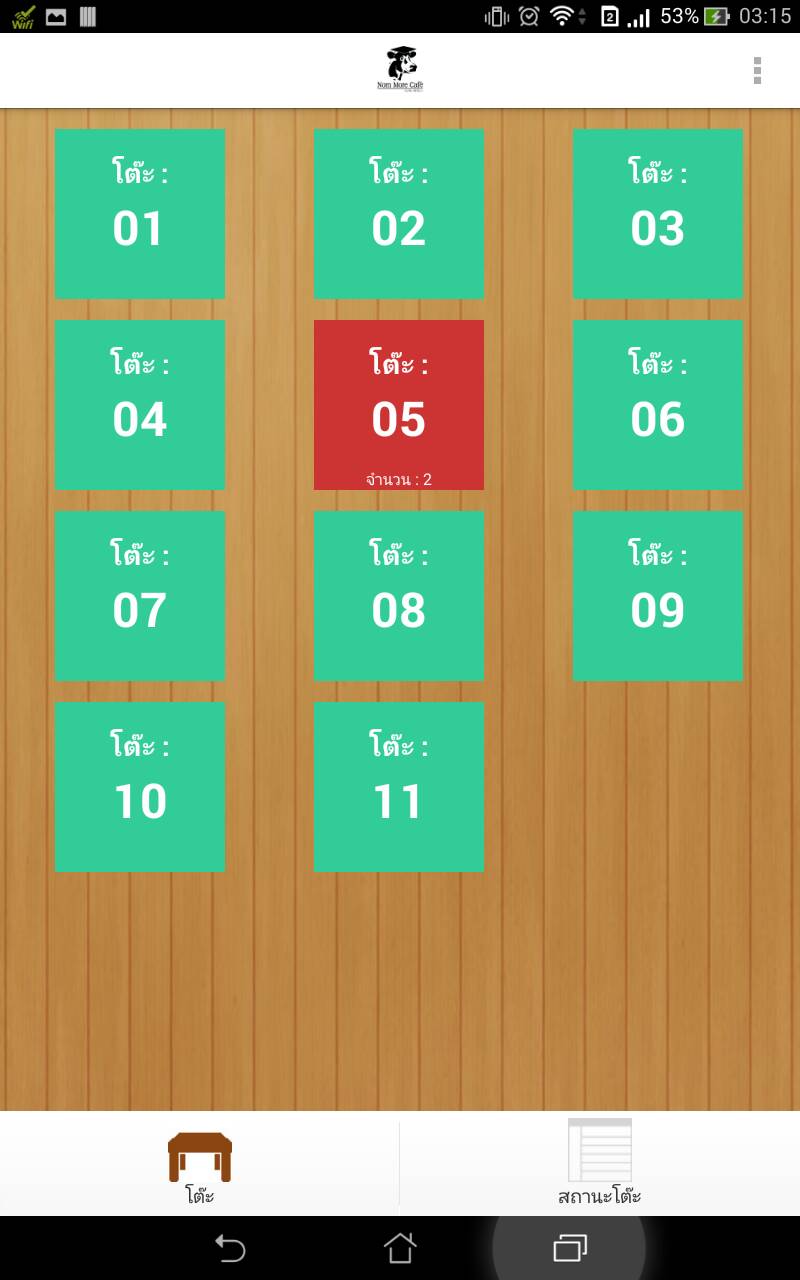 Wifi
2
53%
03:15
Nom More Café
โต๊ะ :
01
โต๊ะ :
02
โต๊ะ :
03
โต๊ะ :
04
โต๊ะ :
05
จำนวน : 2
โต๊ะ :
06
โต๊ะ :
07
โต๊ะ :
08
โต๊ะ :
09
โต๊ะ :
10
โต๊ะ :
11
โต๊ะ
สถานะโต๊ะ